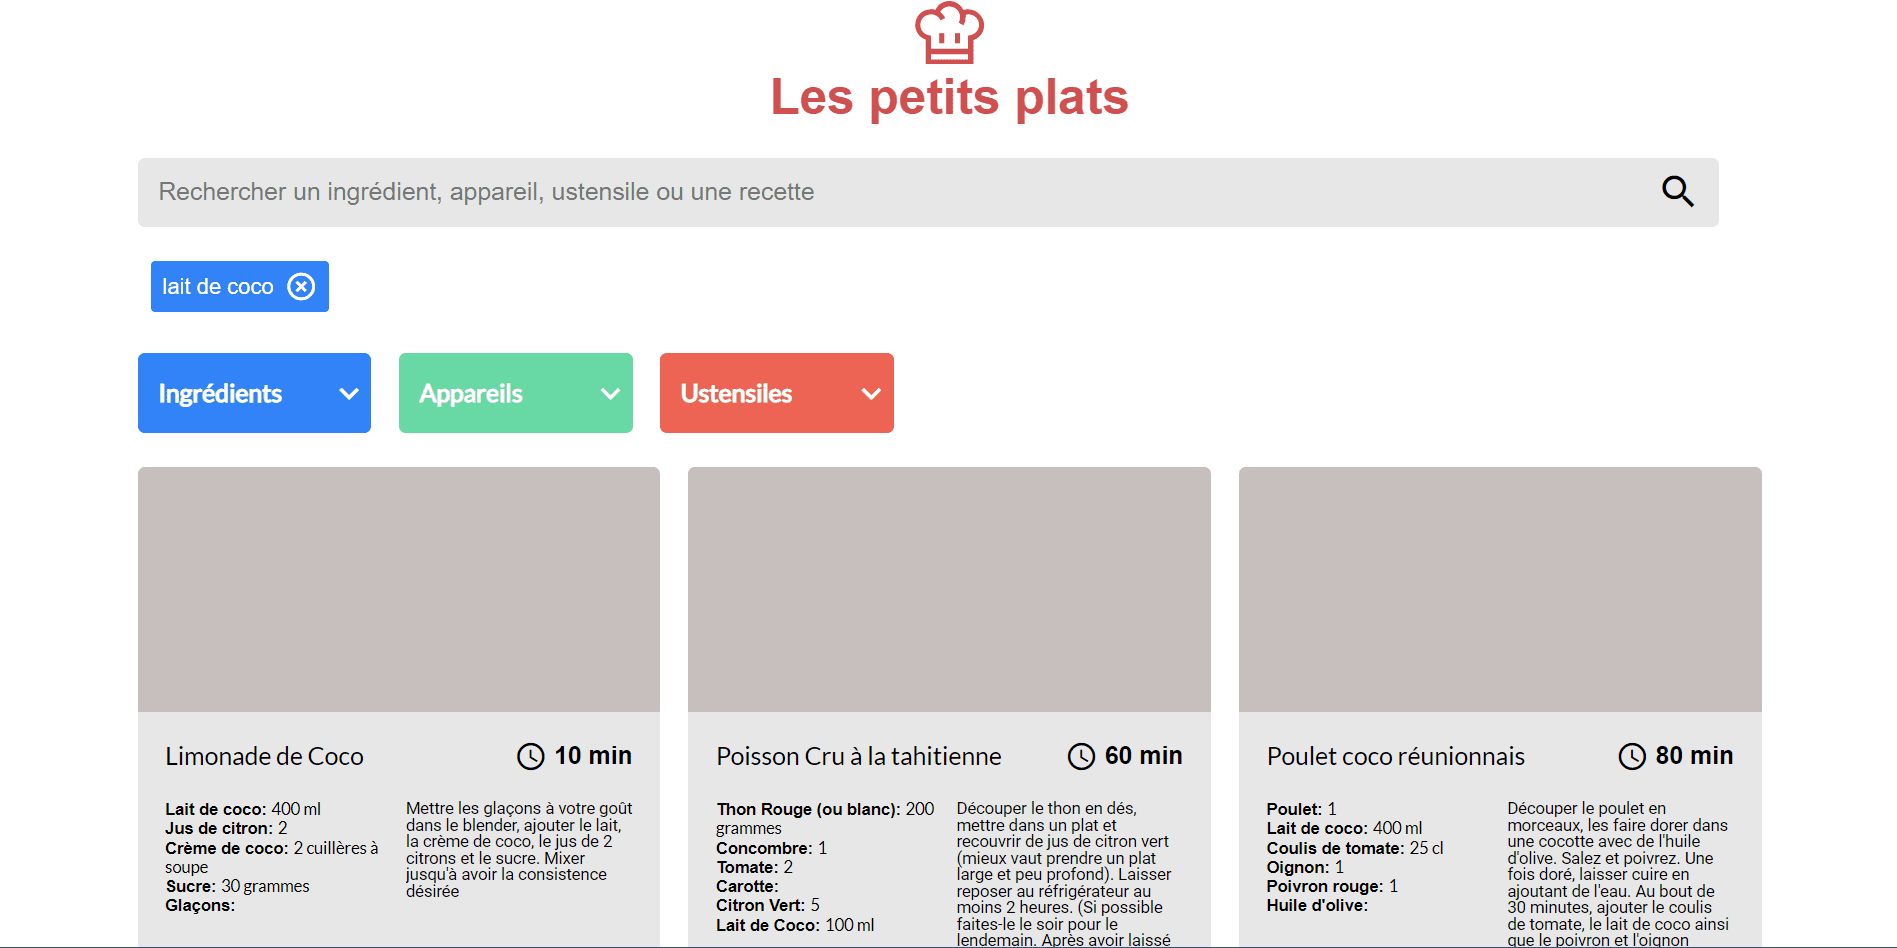 Les petits plats
Rechercher un ingrédient, appareil, ustensile ou une recette
lait de coco
Ingrédients
Appareils
Ustensiles
Limonade de Coco
10 min
Lait de coco: 400 ml
Jus de citron: 2
Crème de coco: 2 cuillères à
soupe
Sucre: 30 grammes
Glaçons:
Mettre les glaçons à votre goût
dans le blender, ajouter le lait,
la crème de coco, le jus de 2
citrons et le sucre. Mixer
jusqu'à avoir la consistence
désirée
Poisson Cru à la tahitienne
60 min
Thon Rouge (ou blanc): 200
grammes
Concombre: 1
Tomate: 2
Carotte:
Citron Vert: 5
Lait de Coco: 100 ml
Découper le thon en dés,
mettre dans un plat et
recouvrir de jus de citron vert
(mieux vaut prendre un plat
large et peu profond). Laisser
reposer au réfrigérateur au
moins 2 heures. (Si possible
faites-le le soir pour le
lendemain. Après avoir laissé
Poulet coco réunionnais
80 min
Poulet: 1
Lait de coco: 400 ml
Coulis de tomate: 25 cl
Oignon: 1
Poivron rouge: 1
Huile d'olive:
Découper le poulet en
morceaux, les faire dorer dans
une cocotte avec de l'huile
d'olive. Salez et poivrez. Une
fois doré, laisser cuire en
ajoutant de l'eau. Au bout de
30 minutes, ajouter le coulis
de tomate, le lait de coco ainsi
que le poivron et l'oignon